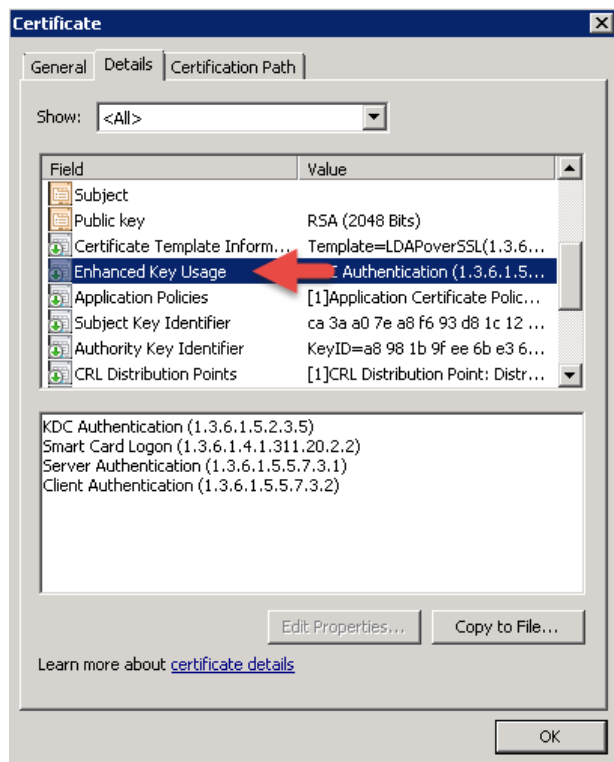 Certificate
General Details Certification Path
Show: <All>
Field Value
Subject
Public key RSA (2048 Bits)
Certificate Template Inform... Template=LDAPoverSSL(1.3.6...
Enhanced Key Usage Authentication (1.3.6.1.5...
Application Policies [1]Application Certificate Polic...
Subject Key Identifier ca 3a a0 7e a8 f6 93 d8 1c 12 ...
Authority Key Identifier KeyID=a8 98 1b 9f ee 6b e3 6...
CRL Distribution Points [1]CRL Distribution Point: Distr...
KDC Authentication (1.3.6.1.5.2.3.5)
Smart Card Logon (1.3.6.1.4.1.311.20.2.2)
Server Authentication (1.3.6.1.5.5.7.3.1)
Client Authentication (1.3.6.1.5.5.7.3.2)
Edit Properties... Copy to File...
Learn more about certificate details
OK